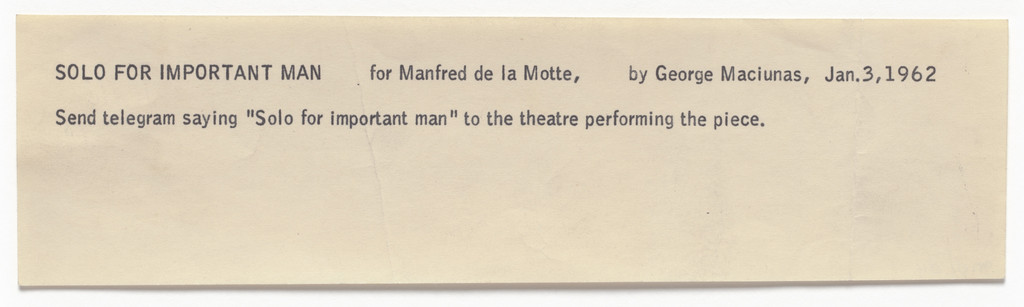 SOLO FOR IMPORTANT MAN for Manfred de la Motte, by George Maciunas, Jan.3,1962
Send telegram saying "Solo for important man" to the theatre performing the piece.